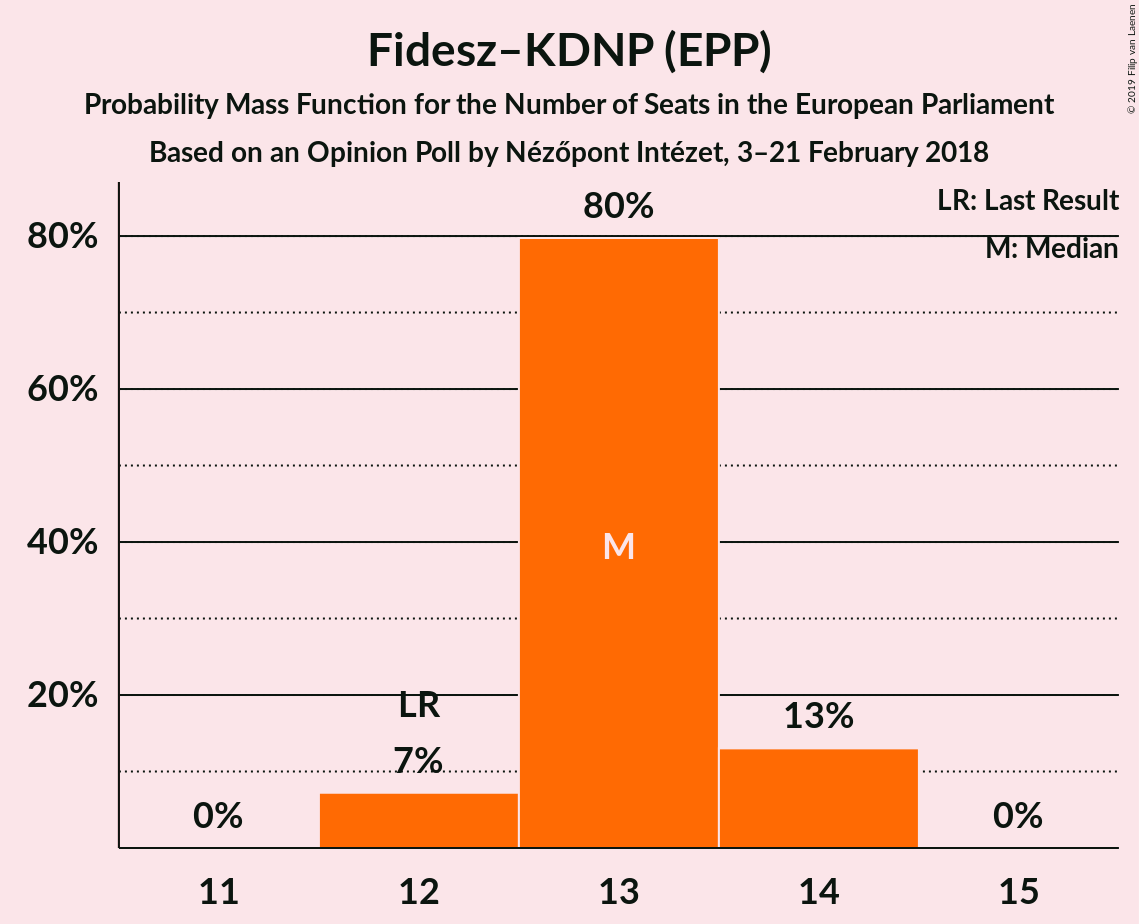 Fidesz–KDNP (EPP)
Probability Mass Function for the Number of Seats in the European Parliament
Based on an Opinion Poll by Nézőpont Intézet, 3–21 February 2018
© 2019 Filip van Laenen
LR: Last Result
M: Median
80%
60%
40%
20%
0%
LR
7%
80%
M
13%
0%
11
12
13
14
15